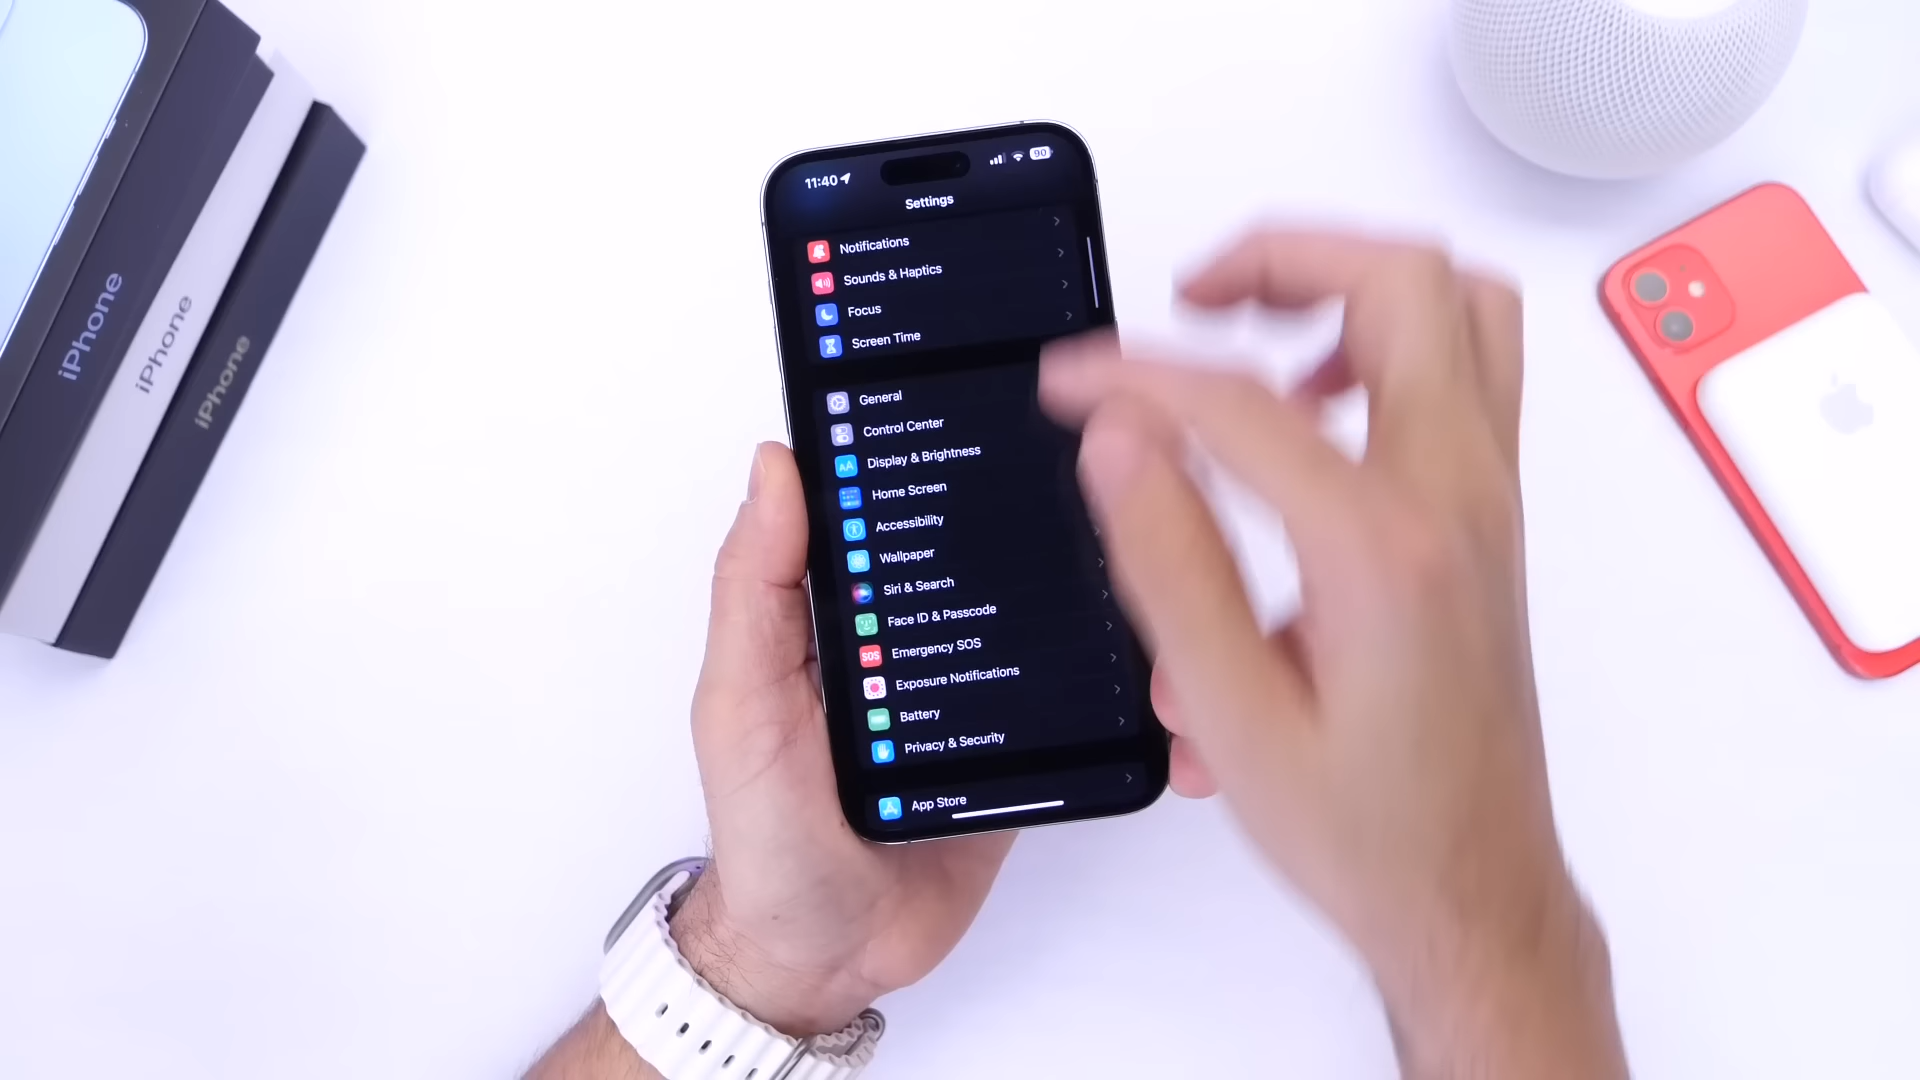 iPhone
iPhone
iPhone
11:40
90
Settings
Notifications
Sounds & Haptics
Focus
Screen Time
General
Control Center
AA
Display & Brightness
Home Screen
Accessibility
Wallpaper
Siri & Search
Face ID & Passcode
SOS
Emergency SOS
Exposure Notifications
Battery
Privacy & Security
App Store